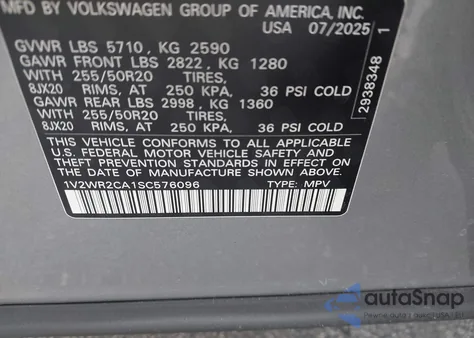 MFD BY VOLKSWAGEN GROUP OF AMERICA, INC.
USA 07/2025
GVWR LBS 5710, KG 2590
GAWR FRONT LBS 2822, KG 1280
WITH 255/50R20 TIRES,
8JX20 RIMS, AT 250 KPA, 36 PSI COLD
GAWR REAR LBS 2998, KG 1360
WITH 255/50R20 TIRES,
8JX20 RIMS, AT 250 KPA, 36 PSI COLD
THIS VEHICLE CONFORMS TO ALL APPLICABLE
U.S. FEDERAL MOTOR VEHICLE SAFETY AND
THEFT PREVENTION STANDARDS IN EFFECT ON
THE DATE OF MANUFACTURE SHOWN ABOVE.
1V2WR2CA1SC576096 TYPE: MPV
2938348 1
autoSnap